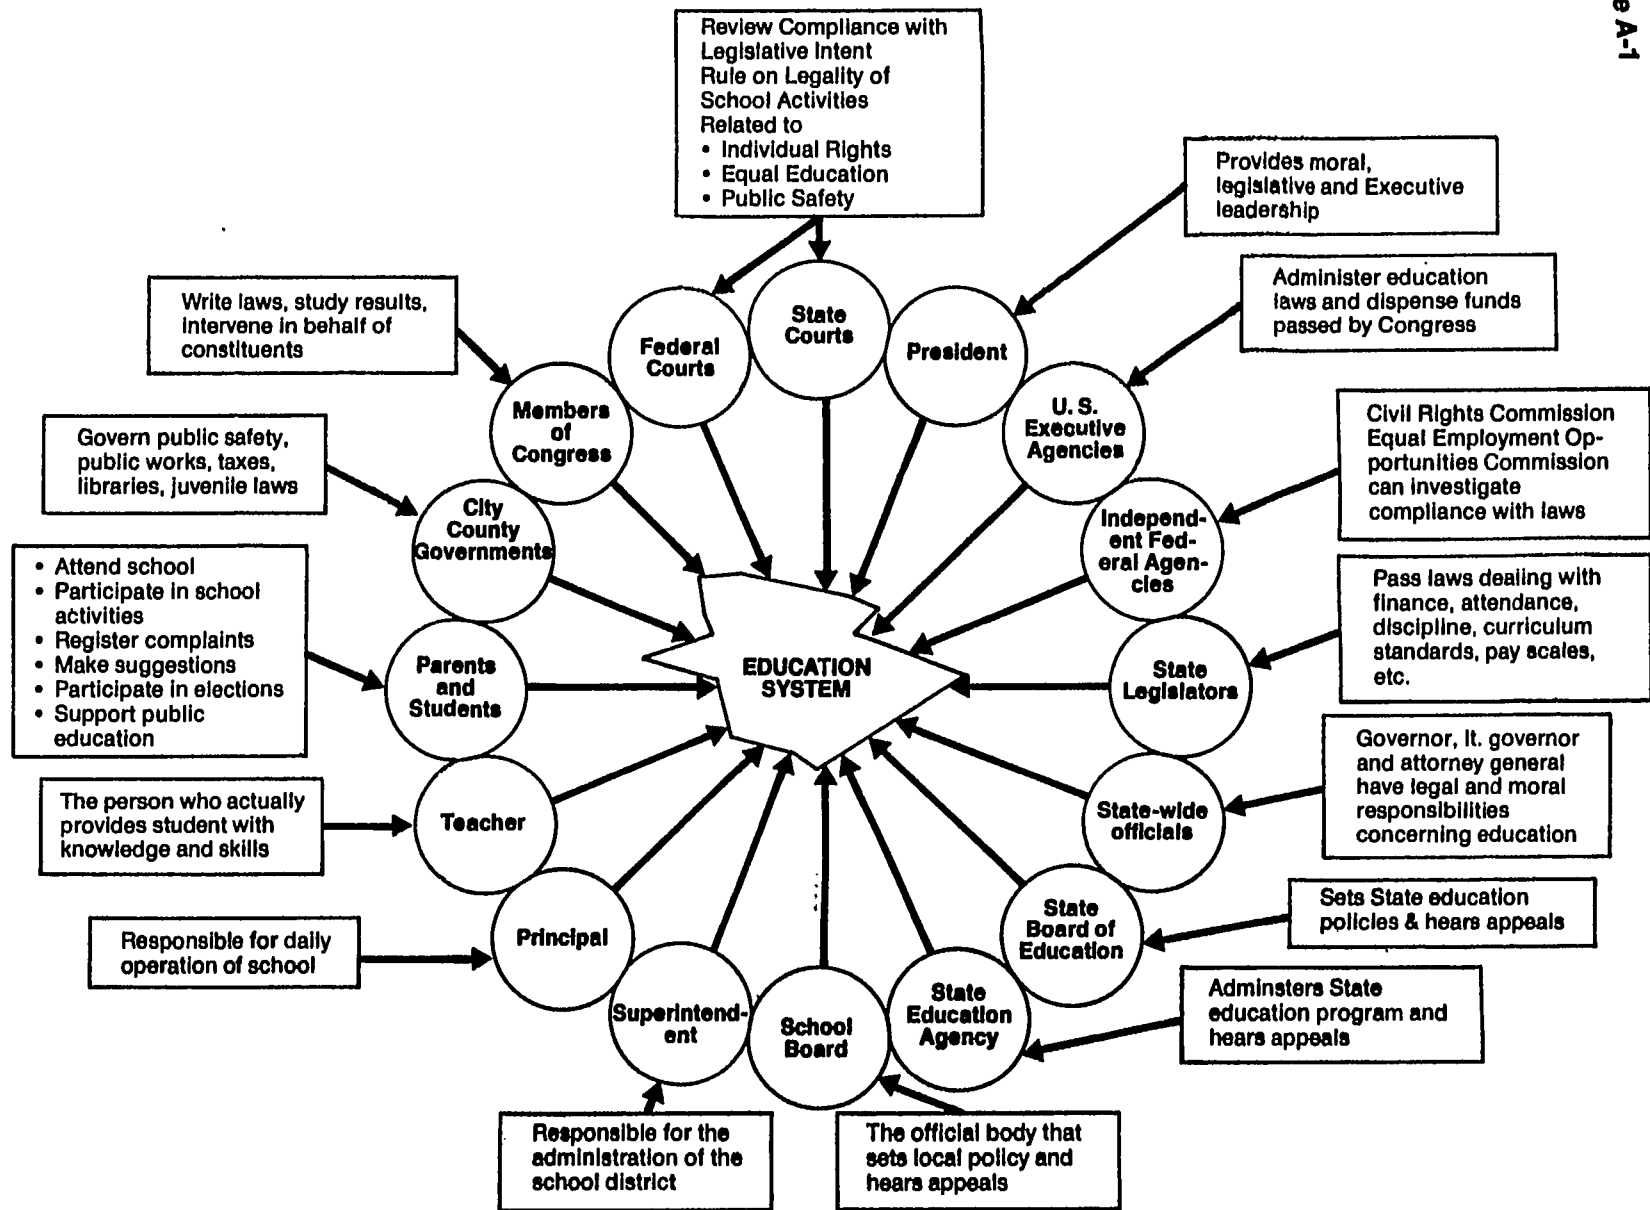 e A-1
Review Compliance with
Legislative Intent
Rule on Legality of
School Activities
Related to
• Individual Rights
• Equal Education
• Public Safety
Provides moral,
legislative and Executive
leadership
Administer education
laws and dispense funds
passed by Congress
Civil Rights Commission
Equal Employment Op-
portunities Commission
can investigate
compliance with laws
Pass laws dealing with
finance, attendance,
discipline, curriculum
standards, pay scales,
etc.
Governor, lt. governor
and attorney general
have legal and moral
responsibilities
concerning education
Sets State education
policies & hears appeals
Adminsters State
education program and
hears appeals
The official body that
sets local policy and
hears appeals
Responsible for the
administration of the
school district
Responsible for daily
operation of school
The person who actually
provides student with
knowledge and skills
• Attend school
• Participate in school
activities
• Register complaints
• Make suggestions
• Participate in elections
• Support public
education
Govern public safety,
public works, taxes,
libraries, juvenile laws
Write laws, study results,
intervene in behalf of
constituents
Federal
Courts
State
Courts
President
U. S.
Executive
Agencies
Independ-
ent Fed-
eral Agen-
cies
State
Legislators
State-wide
officials
State
Board of
Education
State
Education
Agency
School
Board
Superintend-
ent
Principal
Teacher
Parents
and
Students
City
County
Governments
Members
of
Congress
EDUCATION
SYSTEM